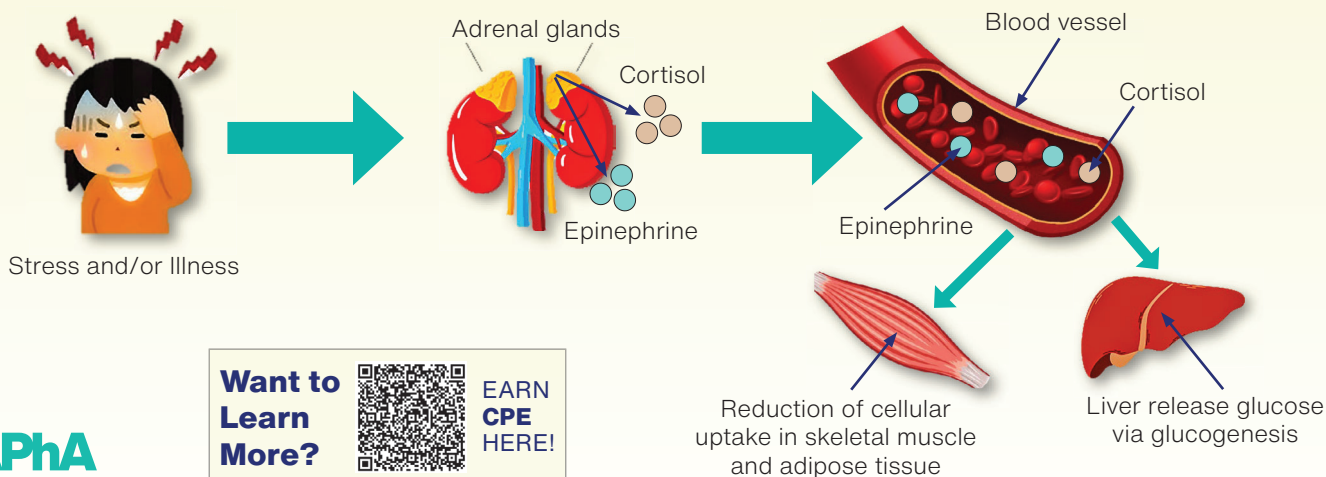 Adrenal glands
Cortisol
Epinephrine
Blood vessel
Cortisol
Epinephrine
Stress and/or Illness
Reduction of cellular
uptake in skeletal muscle
and adipose tissue
Liver release glucose
via glucogenesis
Want to
Learn
More?
EARN
CPE
HERE!
APhA